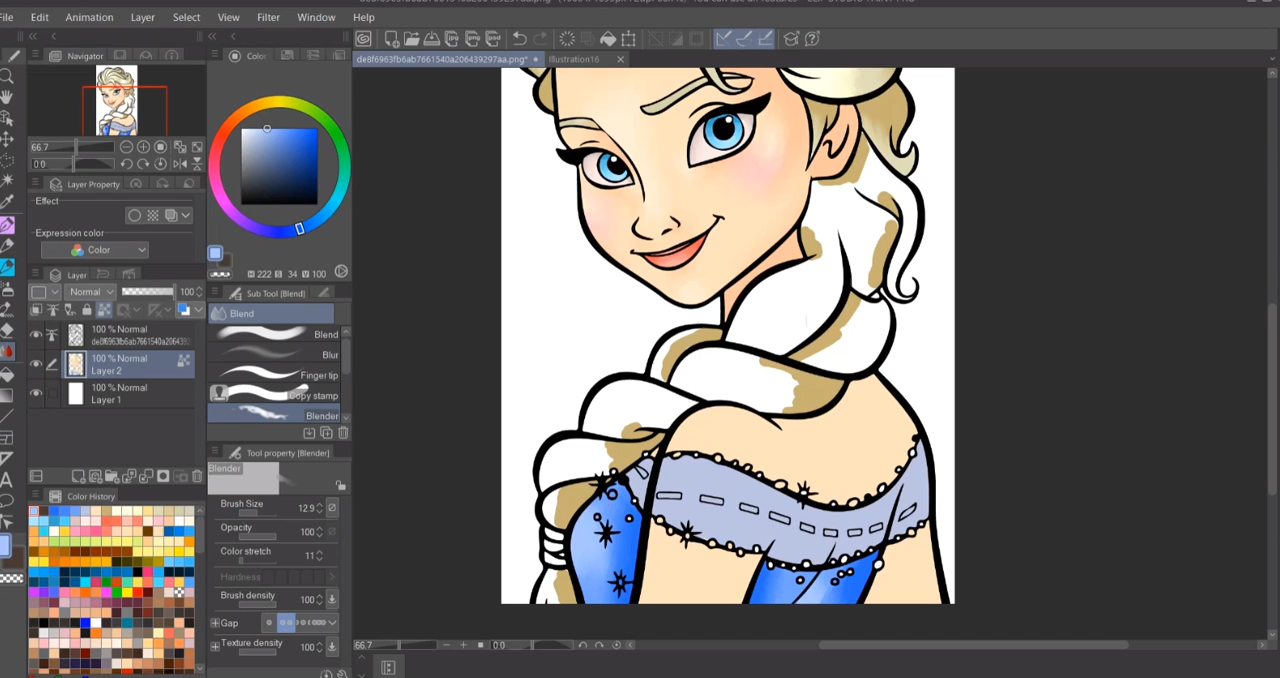 File Edit Animation Layer Select View Filter Window Help
Navigator
Color
de8f6963fb6ab7661540a206439297aa.png*
Illustration16
66.7
0.0
Layer Property
Effect
Expression color
Color
H 222 S 34 V 100
Layer
Normal 100
Sub Tool [Blend]
Blend
Blend
Blur
Finger tip
Copy stamp
Blender
100 % Normal
100 % Normal
Layer 2
100 % Normal
Layer 1
Tool property [Blender]
Blender
Brush Size 12.9
Opacity 100
Color stretch 11
Hardness
Brush density 100
Gap
Texture density 100
Color History
66.7 0.0